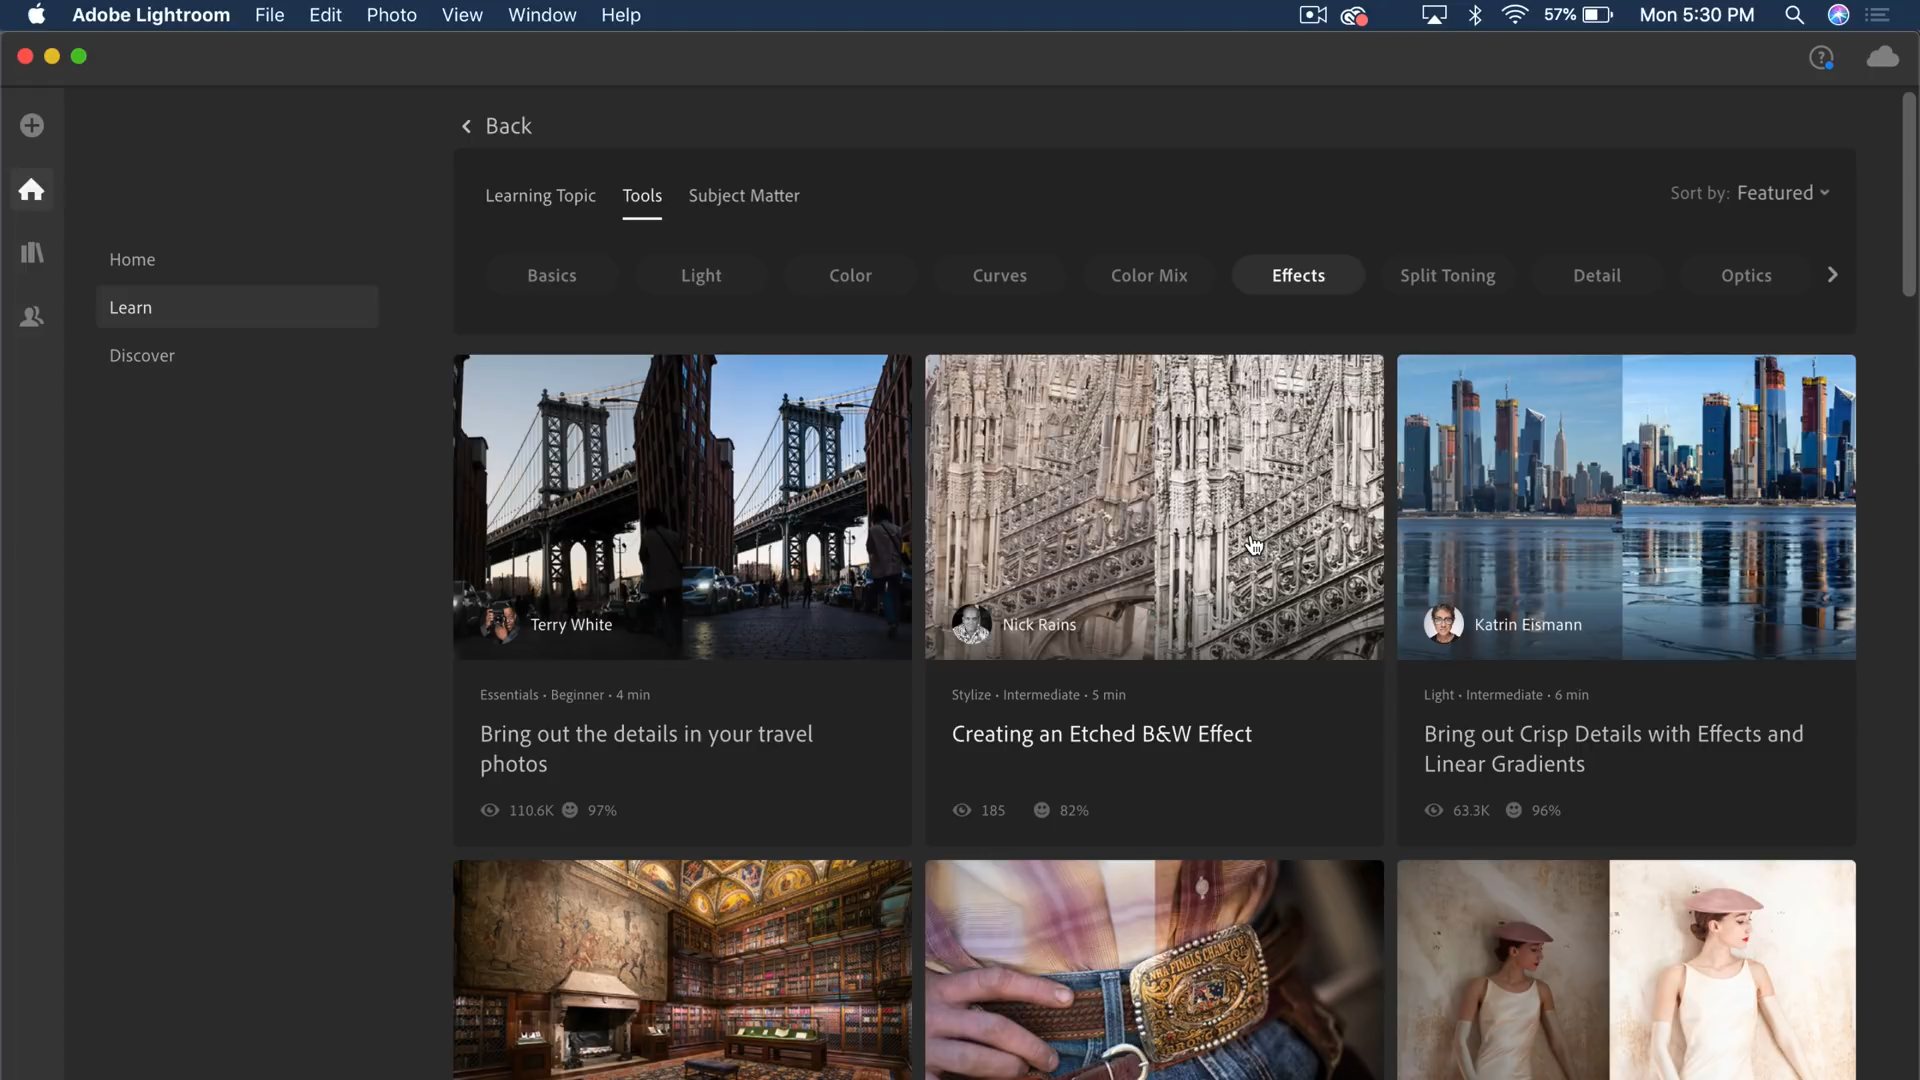 Adobe Lightroom File Edit Photo View Window Help 57% Mon 5:30 PM
Back
Learning Topic Tools Subject Matter Sort by: Featured
Basics Light Color Curves Color Mix Effects Split Toning Detail Optics
Home
Learn
Discover
Terry White
Essentials • Beginner • 4 min
Bring out the details in your travel
photos
110.6K 97%
Nick Rains
Stylize • Intermediate • 5 min
Creating an Etched B&W Effect
185 82%
Katrin Eismann
Light • Intermediate • 6 min
Bring out Crisp Details with Effects and
Linear Gradients
63.3K 96%